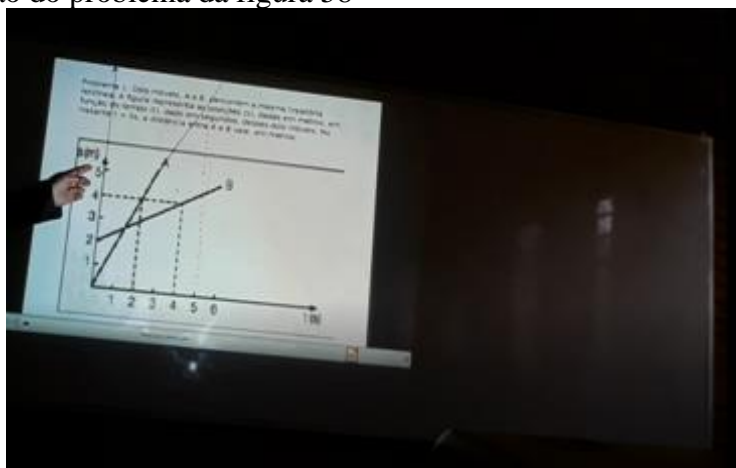 to do problema da figura 38
Problema 1. Dois móveis, A e B, percorrem a mesma trajetória
retilínea. A figura representa as posições (s), dadas em metros, em
função do tempo (t), dado em segundos, desses dois móveis. No
instante t = 5s, a distância entre A e B vale, em metros:
s(m)
5
A
B
4
3
2
1
1 2 3 4 5 6
t (s)